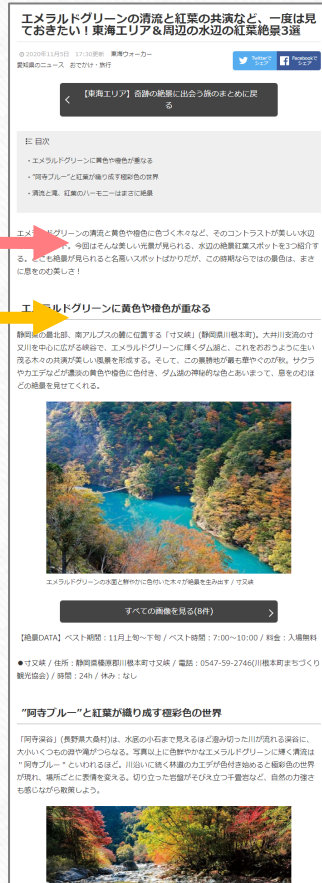 エメラルドグリーンの清流と紅葉の共演など、一度は見
ておきたい！東海エリア＆周辺の水辺の紅葉絶景3選
2020年11月5日 17:30更新 東海ウォーカー
愛知県のニュース おでかけ・旅行
Twitterで
シェア
Facebookで
シェア
【東海エリア】奇跡の絶景に出会う旅のまとめに戻
る
目次
・エメラルドグリーンに黄色や橙色が重なる
・"阿寺ブルー"と紅葉が織り成す極彩色の世界
・清流と滝、紅葉のハーモニーはまさに絶景
エメラルドグリーンの清流と黄色や橙色に色づく木々など、そのコントラストが美しい水辺
。今回はそんな美しい光景が見られる、水辺の絶景紅葉スポットを3つ紹介す
る。どこも絶景が見られると名高いスポットばかりだが、この時期ならではの景色は、まさ
に息をのむ美しさ！
エメラルドグリーンに黄色や橙色が重なる
静岡県の最北部、南アルプスの麓に位置する「寸又峡」(静岡県川根本町)。大井川支流の寸
又川を中心に広がる峡谷で、エメラルドグリーンに輝くダム湖と、これをおおうように生い
茂る木々の共演が美しい風景を形成する。そして、この景勝地が最も華やぐのが秋。サクラ
やカエデなどが濃淡の黄色や橙色に色付き、ダム湖の神秘的な色とあいまって、息をのむほ
どの絶景を見せてくれる。
エメラルドグリーンの水面と鮮やかに色付いた木々が絶景を生み出す / 寸又峡
すべての画像を見る(8件)
【絶景DATA】ベスト期間：11月上旬～下旬 / ベスト時間：7:00～10:00 / 料金：入場無料
●寸又峡 / 住所：静岡県榛原郡川根本町寸又峡 / 電話：0547-59-2746(川根本町まちづくり
観光協会) / 時間：24h / 休み：なし
"阿寺ブルー"と紅葉が織り成す極彩色の世界
「阿寺渓谷」(長野県大桑村)は、水底の小石まで見えるほど澄み切った川が流れる渓谷に、
大小いくつもの淵や滝がつらなる。写真以上に色鮮やかなエメラルドグリーンに輝く清流は
"阿寺ブルー"といわれるほど。川沿いに続く林道のカエデが色付き始めると極彩色の世界
が現れ、場所ごとに表情を変える。切り立った岩盤がそびえ立つ千畳岩など、自然の力強さ
も感じながら散策しよう。